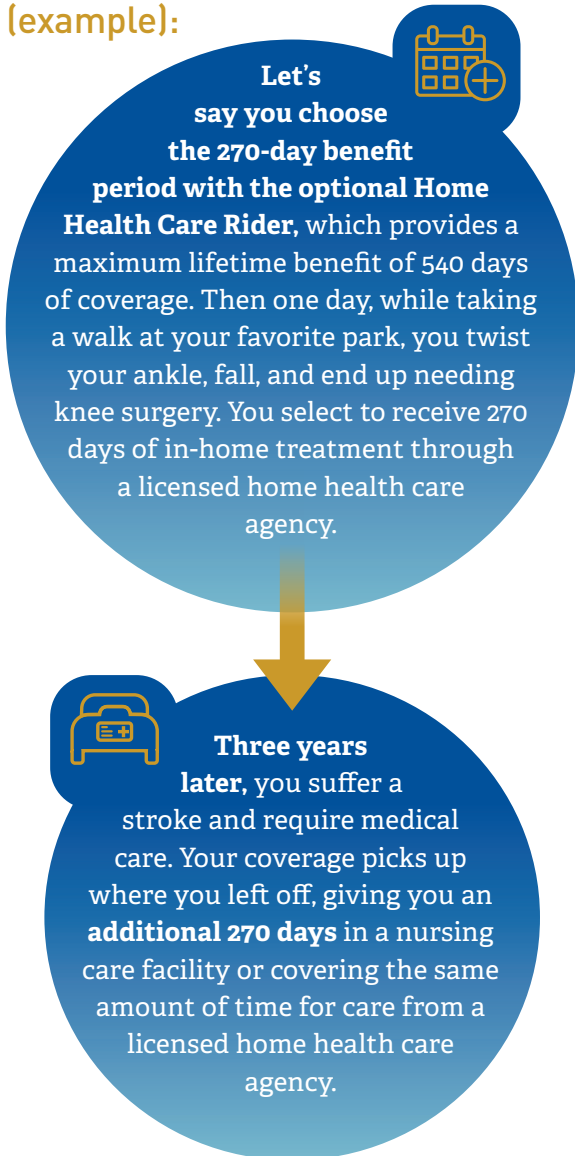 (example):
Let’s
say you choose
the 270-day benefit
period with the optional Home
Health Care Rider, which provides a
maximum lifetime benefit of 540 days
of coverage. Then one day, while taking
a walk at your favorite park, you twist
your ankle, fall, and end up needing
knee surgery. You select to receive 270
days of in-home treatment through
a licensed home health care
agency.
Three years
later, you suffer a
stroke and require medical
care. Your coverage picks up
where you left off, giving you an
additional 270 days in a nursing
care facility or covering the same
amount of time for care from a
licensed home health care
agency.